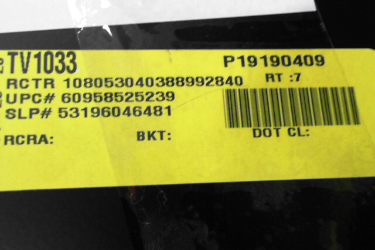 TV1033 P19190409
RCTR 108053040388992840 RT :7
UPC# 60958525239
SLP# 53196046481
RCRA: BKT: DOT CL: